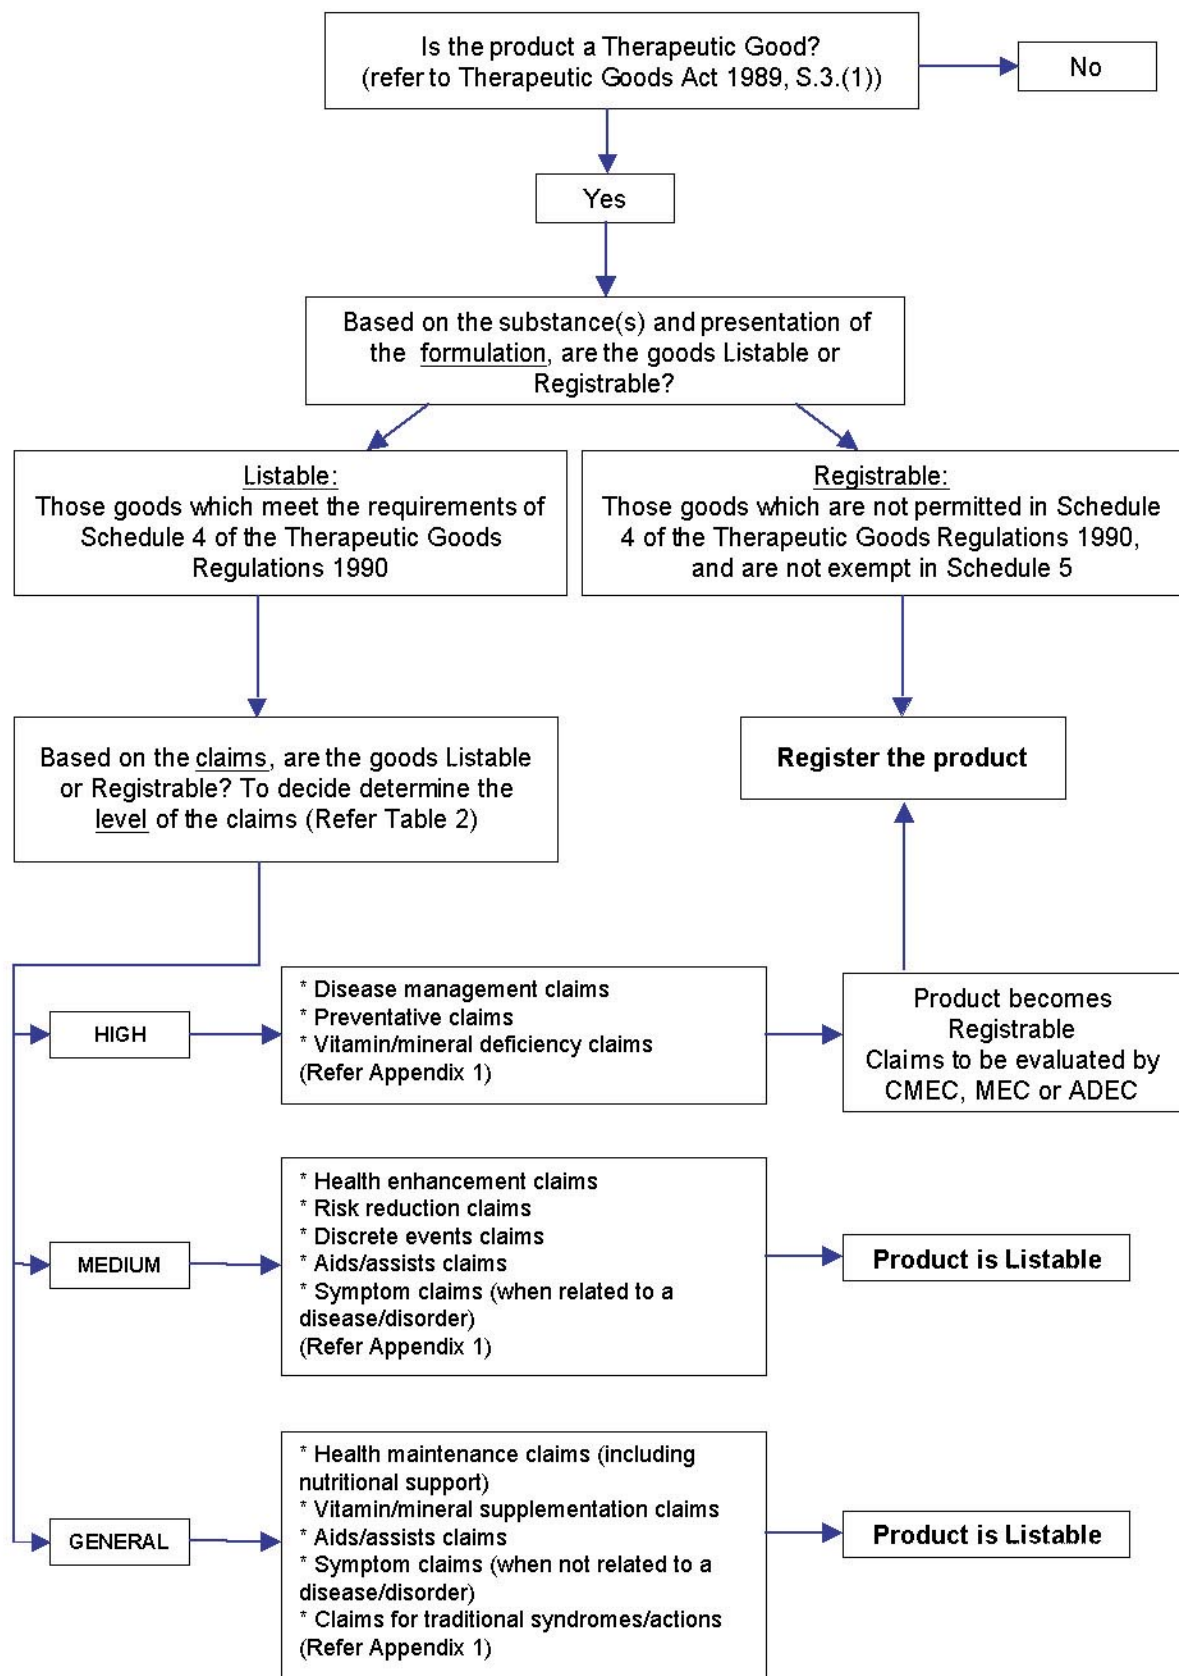 Is the product a Therapeutic Good?
(refer to Therapeutic Goods Act 1989, S.3.(1))
No
Yes
Based on the substance(s) and presentation of
the formulation, are the goods Listable or
Registrable?
Listable:
Those goods which meet the requirements of
Schedule 4 of the Therapeutic Goods
Regulations 1990
Registrable:
Those goods which are not permitted in Schedule
4 of the Therapeutic Goods Regulations 1990,
and are not exempt in Schedule 5
Based on the claims, are the goods Listable
or Registrable? To decide determine the
level of the claims (Refer Table 2)
Register the product
HIGH
* Disease management claims
* Preventative claims
* Vitamin/mineral deficiency claims
(Refer Appendix 1)
Product becomes
Registrable
Claims to be evaluated by
CMEC, MEC or ADEC
MEDIUM
* Health enhancement claims
* Risk reduction claims
* Discrete events claims
* Aids/assists claims
* Symptom claims (when related to a
disease/disorder)
(Refer Appendix 1)
Product is Listable
GENERAL
* Health maintenance claims (including
nutritional support)
* Vitamin/mineral supplementation claims
* Aids/assists claims
* Symptom claims (when not related to a
disease/disorder)
* Claims for traditional syndromes/actions
(Refer Appendix 1)
Product is Listable